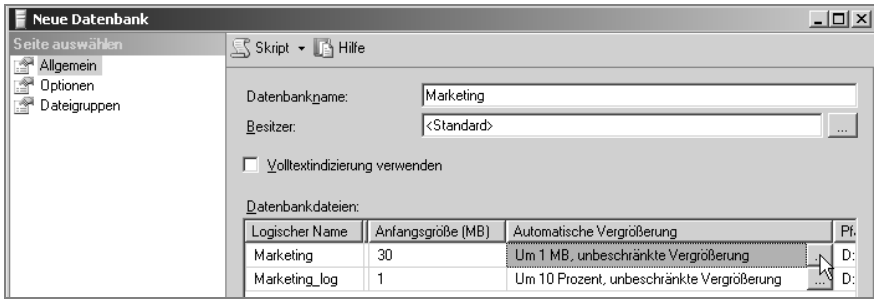 Neue Datenbank
Seite auswählen
Allgemein
Optionen
Dateigruppen
Skript Hilfe
Datenbankname: Marketing
Besitzer: <Standard> ...
Volltextindizierung verwenden
Datenbankdateien:
Logischer Name Anfangsgröße (MB) Automatische Vergrößerung Pf
Marketing 30 Um 1 MB, unbeschränkte Vergrößerung ... D:
Marketing_log 1 Um 10 Prozent, unbeschränkte Vergrößerung ... D: